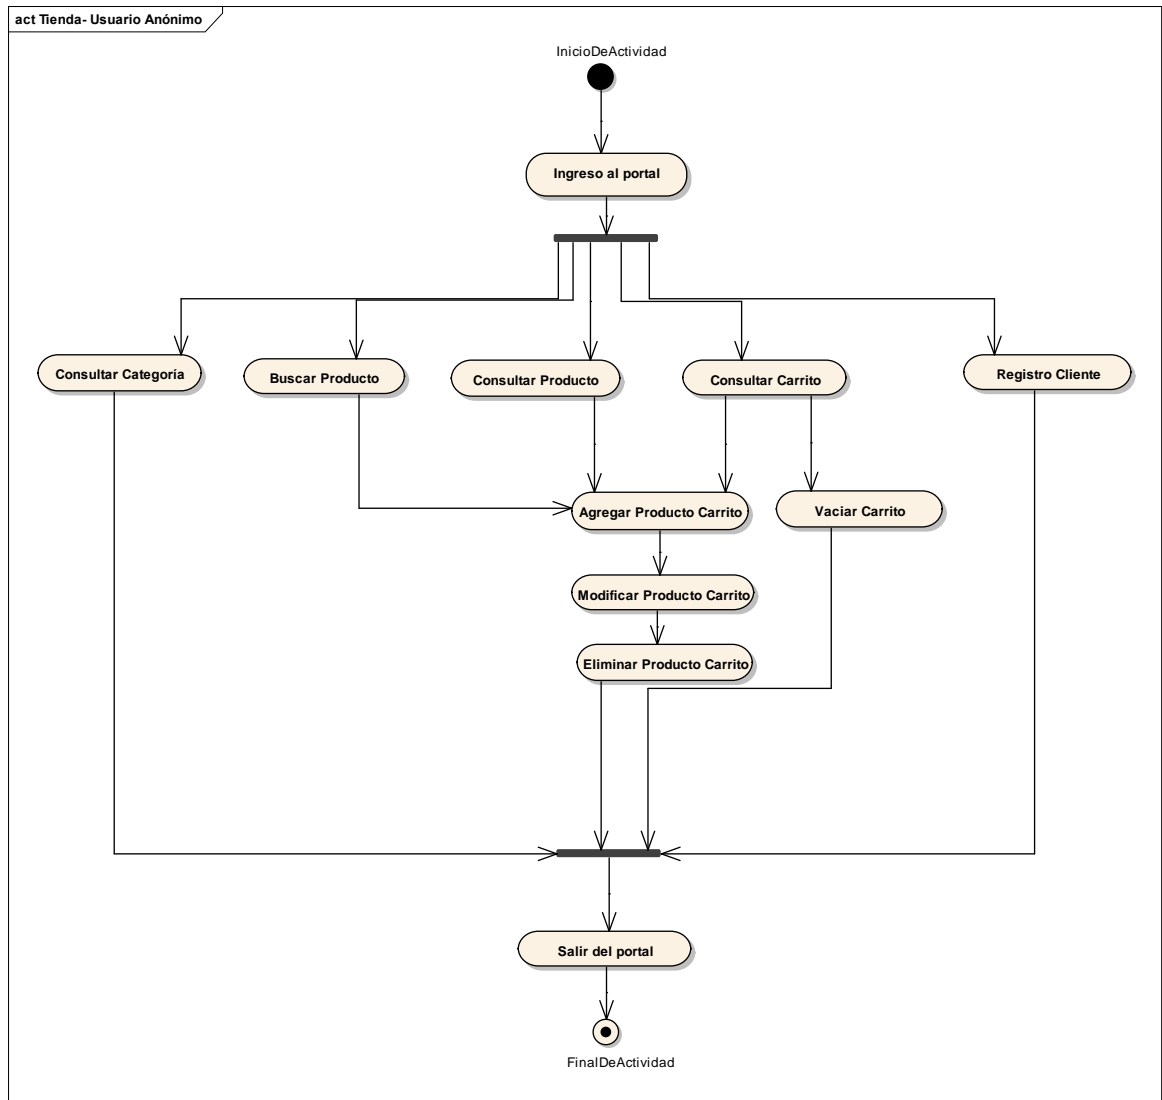 act Tienda- Usuario Anónimo
InicioDeActividad
Ingreso al portal
Consultar Categoría
Buscar Producto
Consultar Producto
Consultar Carrito
Registro Cliente
Agregar Producto Carrito
Vaciar Carrito
Modificar Producto Carrito
Eliminar Producto Carrito
Salir del portal
FinalDeActividad